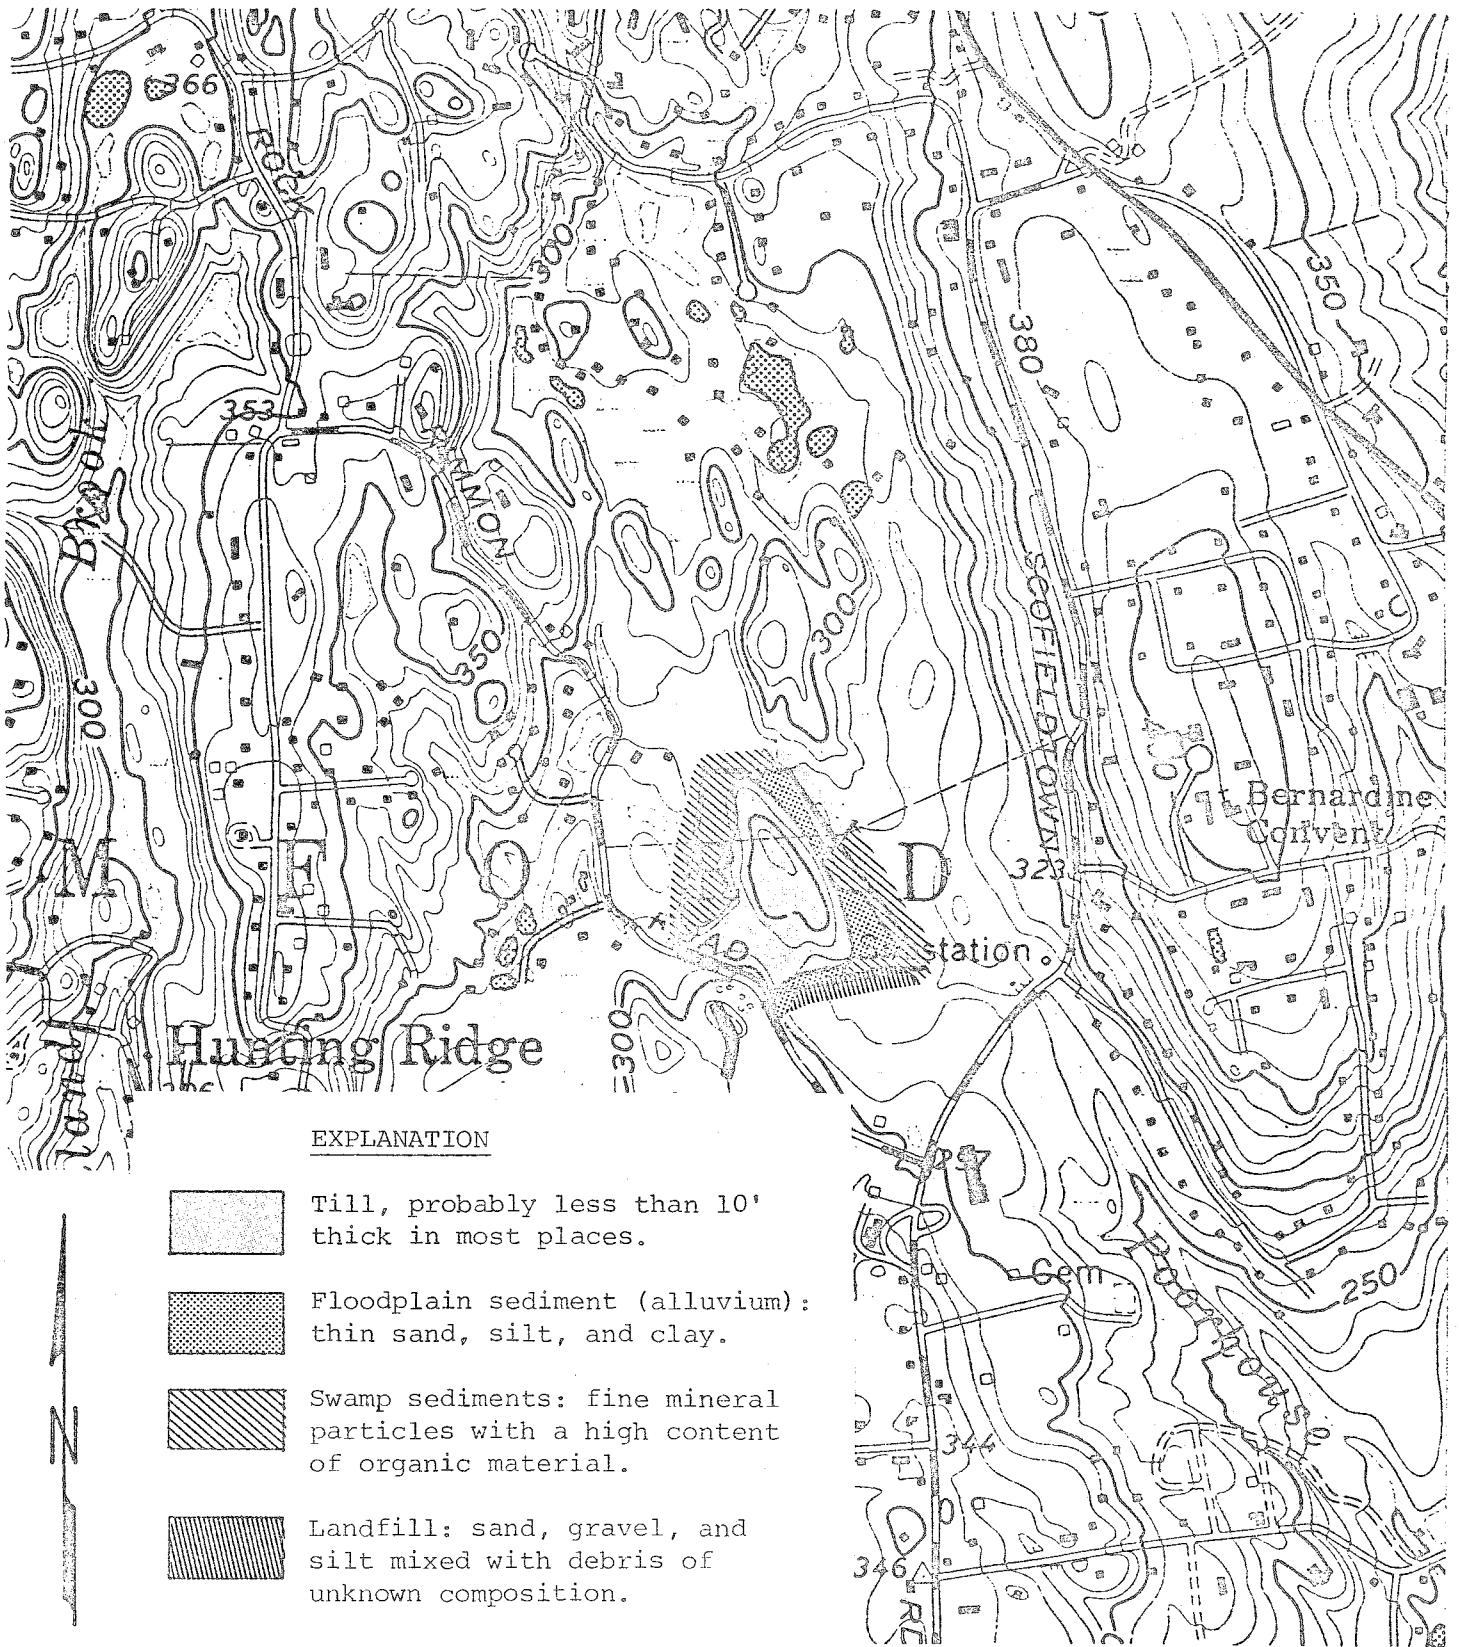 366
ROCK
300
350
380
353
Brook
300
350
300
SCOFIELDTOWN
Bernardine
Convent
M E O D
323
station
Hunting Ridge
300
EXPLANATION
Till, probably less than 10'
thick in most places.
Floodplain sediment (alluvium):
thin sand, silt, and clay.
Swamp sediments: fine mineral
particles with a high content
of organic material.
Landfill: sand, gravel, and
silt mixed with debris of
unknown composition.
N
Cem
Poorhouse
250
344
346